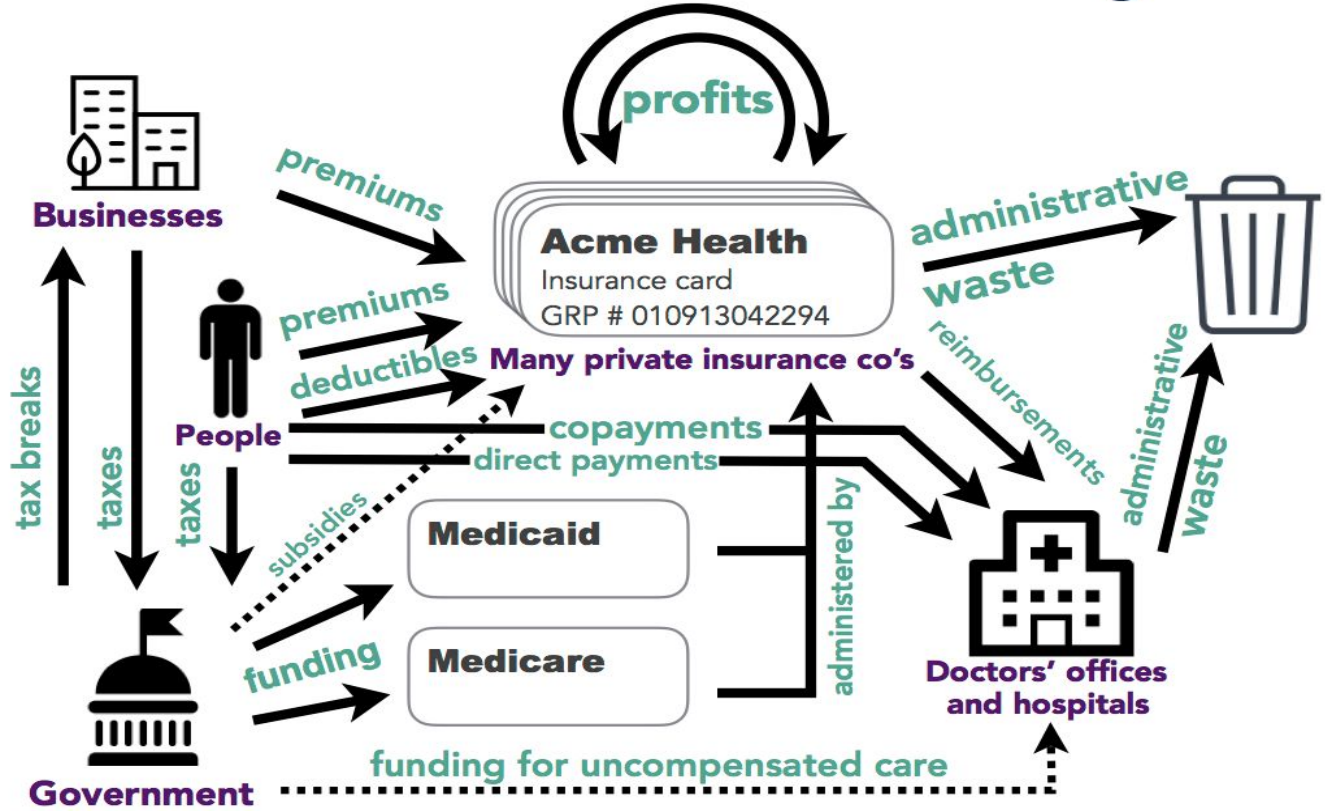 profits
premiums
Businesses
administrative
waste
Acme Health
Insurance card
GRP # 010913042294
premiums
deductibles
Many private insurance co's
reimbursements
administrative
waste
People
copayments
direct payments
tax breaks
taxes
taxes
subsidies
Medicaid
administered by
funding
Medicare
Doctors' offices
and hospitals
funding for uncompensated care
Government